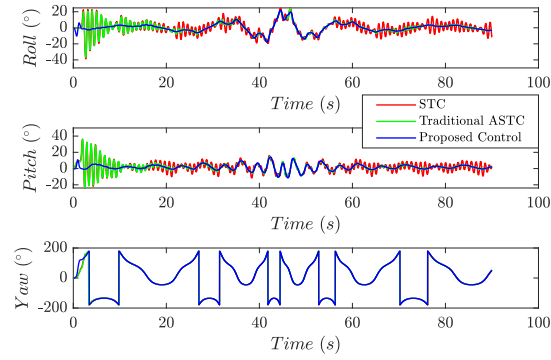 20
0
-20
-40
Roll (°)
0 20 40 60 80 100
Time (s)
STC
Traditional ASTC
Proposed Control
40
20
0
-20
Pitch (°)
0 20 40 60 80 100
Time (s)
200
0
-200
Yaw (°)
0 20 40 60 80 100
Time (s)